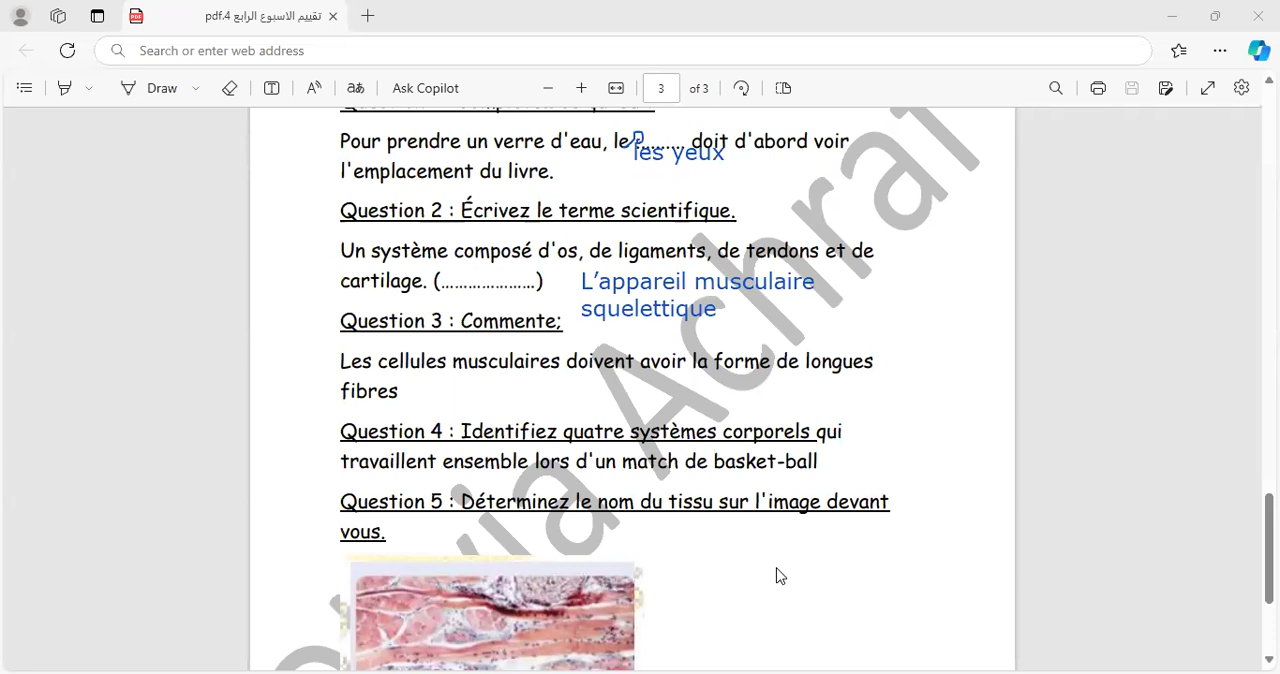 تقييم الاسبوع الرابع 4.pdf
Search or enter web address
Draw
Ask Copilot
3 of 3
Pour prendre un verre d'eau, le ......... doit d'abord voir
les yeux
l'emplacement du livre.
Question 2 : Écrivez le terme scientifique.
Un système composé d'os, de ligaments, de tendons et de
cartilage. (…………………)
L'appareil musculaire
squelettique
Question 3 : Commente;
Les cellules musculaires doivent avoir la forme de longues
fibres
Question 4 : Identifiez quatre systèmes corporels qui
travaillent ensemble lors d'un match de basket-ball
Question 5 : Déterminez le nom du tissu sur l'image devant
vous.
via Achraf